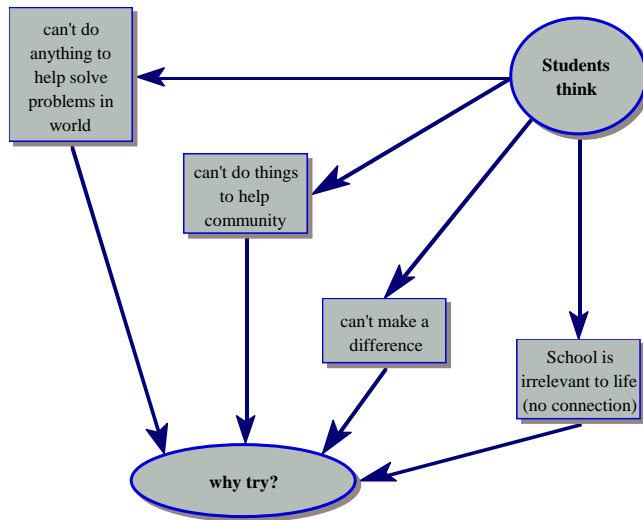 can't do
anything to
help solve
problems in
world
Students
think
can't do things
to help
community
can't make a
difference
School is
irrelevant to life
(no connection)
why try?